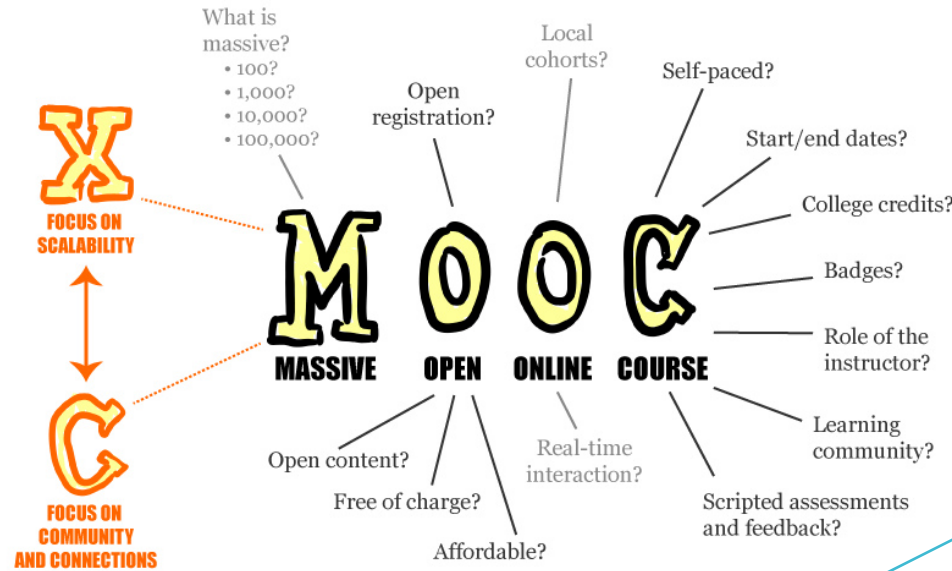 What is
massive?
• 100?
• 1,000?
• 10,000?
• 100,000?
Open
registration?
Local
cohorts?
Self-paced?
Start/end dates?
College credits?
Badges?
Role of the
instructor?
Learning
community?
Scripted assessments
and feedback?
X
FOCUS ON
SCALABILITY
C
FOCUS ON
COMMUNITY
AND CONNECTIONS
MOOC
MASSIVE OPEN ONLINE COURSE
Open content?
Free of charge?
Affordable?
Real-time
interaction?